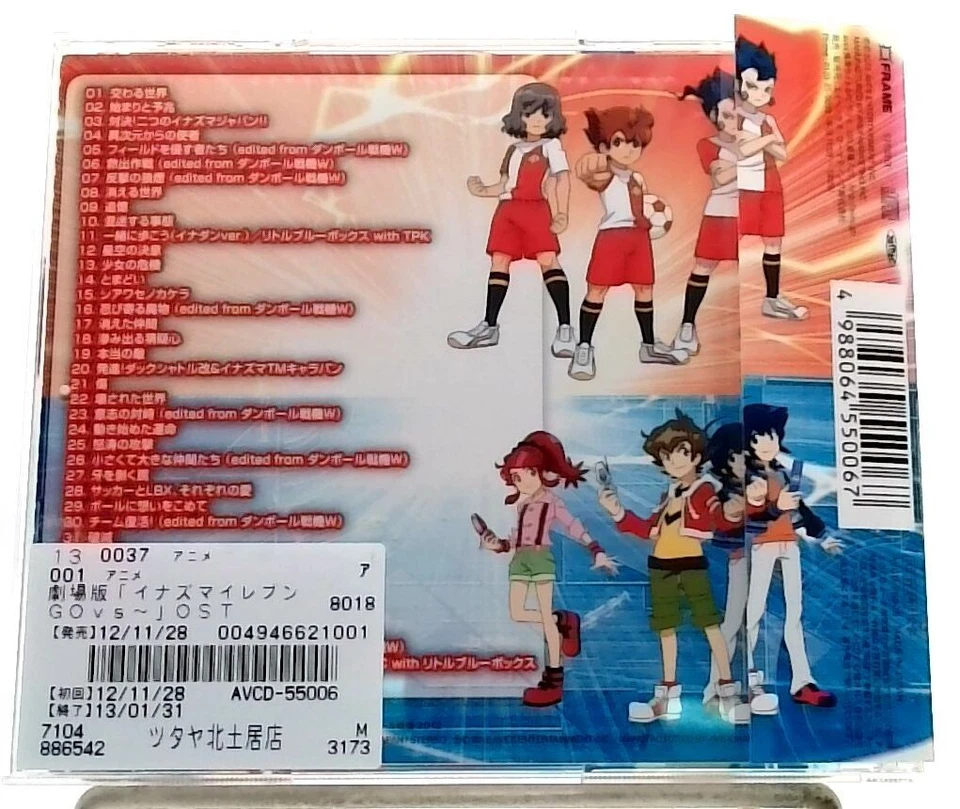 01 交わる世界
02 始まりと予兆
03 対決!二つのイナズマジャパン!!
04 異次元からの使者
05 フィールドを侵す者たち (edited from ダンボール戦機W)
06 救出作戦 (edited from ダンボール戦機W)
07 反撃の狼煙 (edited from ダンボール戦機W)
08 消える世界
09 追憶
10 混迷する事態
11 一緒に歩こう(イナダンver.)／リトルブルーボックス with TPK
12 星空の決意
13 少女の危機
14 とまどい
15 シアワセノカケラ
16 忍び寄る魔物 (edited from ダンボール戦機W)
17 消えた仲間
18 滲み出る猜疑心
19 本当の敵
20 発進!ダックシャトル改&イナズマTMキャラバン
21 傷
22 壊された世界
23 意志の対峙 (edited from ダンボール戦機W)
24 動き始めた運命
25 怒涛の攻撃
26 小さくて大きな仲間たち (edited from ダンボール戦機W)
27 牙を剝く罠
28 サッカーとLBX、それぞれの愛
29 ボールに想いをこめて
30 チーム復活! (edited from ダンボール戦機W)
31 破滅
with リトルブルーボックス
13 0037 アニメ
001 アニメ ア
劇場版「イナズマイレブン 8018
GOvs～」OST
【発売】12/11/28 004946621001
【初回】12/11/28 AVCD-55006
【終了】13/01/31
7104 ツタヤ北土居店 M
886542 3173
FRAME
4 988064 550067